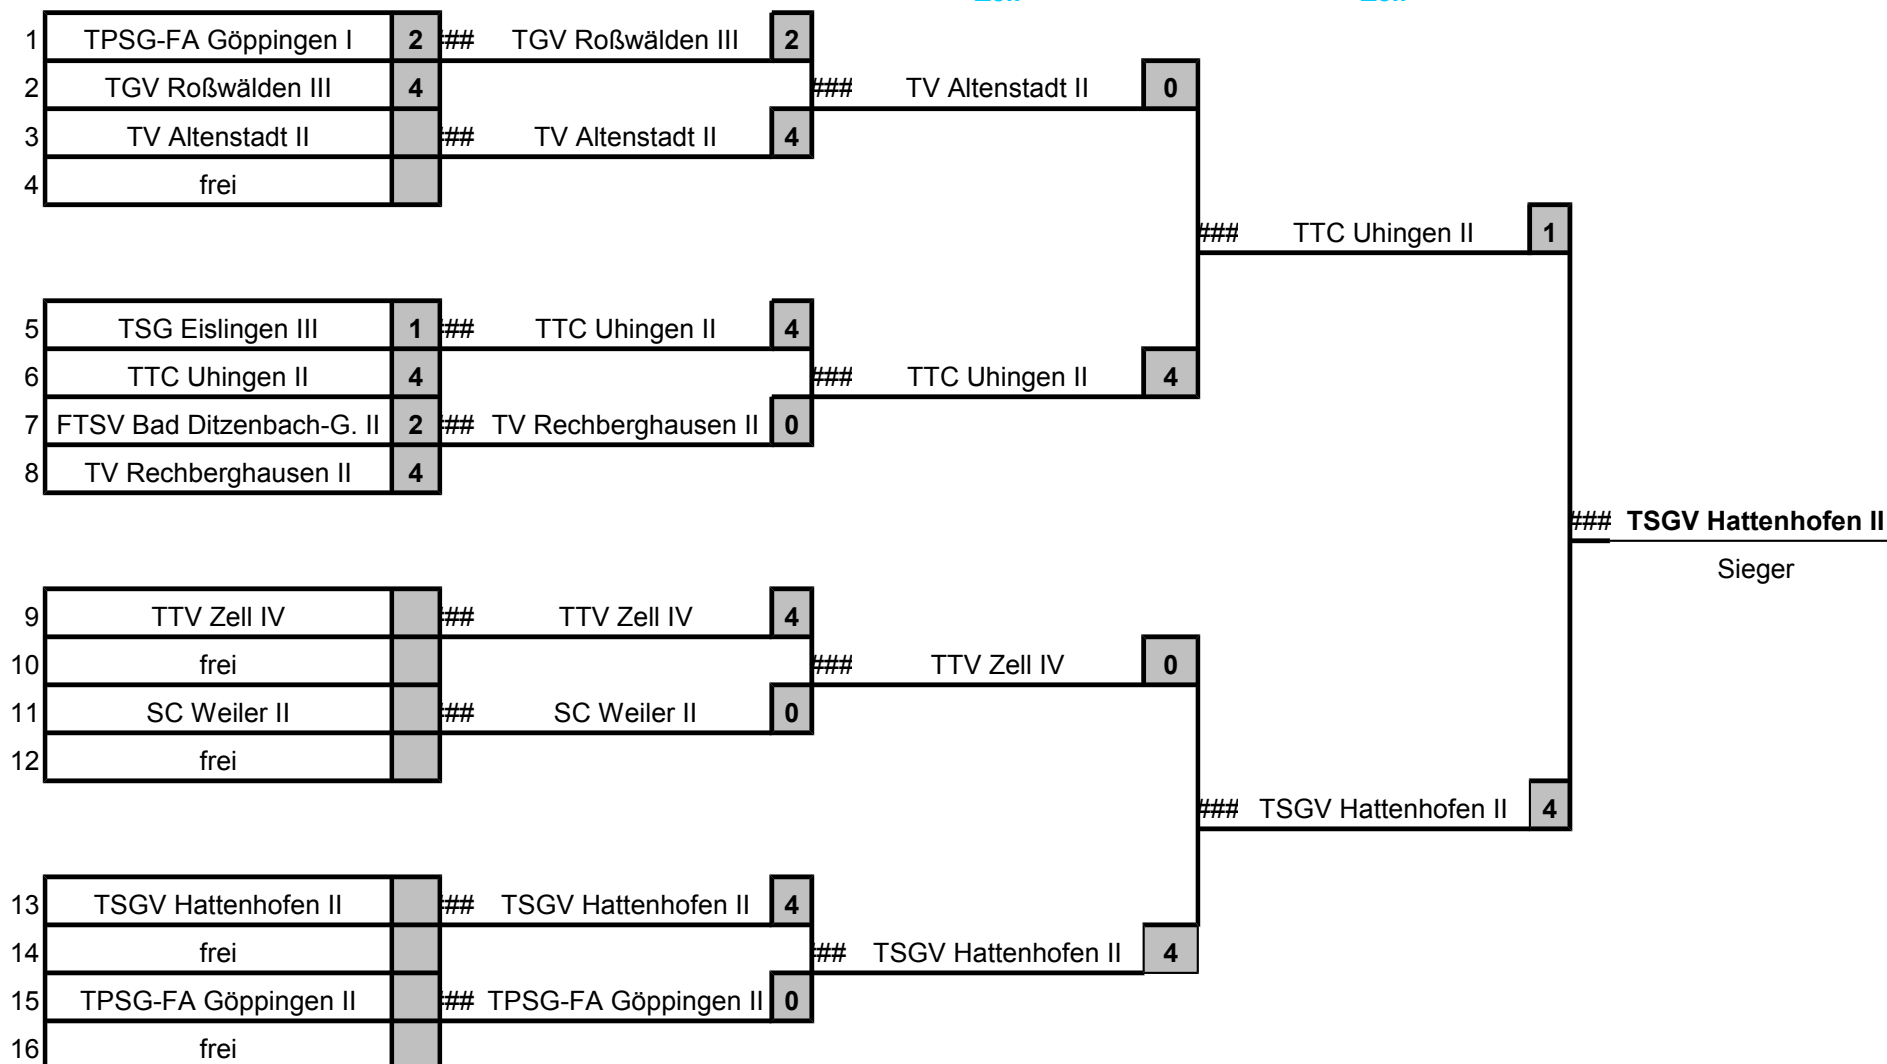 1 TPSG-FA Göppingen I 2 ### TGV Roßwälden III 2
2 TGV Roßwälden III 4 ### TV Altenstadt II 0
3 TV Altenstadt II ### TV Altenstadt II 4
4 frei
### TTC Uhingen II 1
5 TSG Eislingen III 1 ### TTC Uhingen II 4
6 TTC Uhingen II 4 ### TTC Uhingen II 4
7 FTSV Bad Ditzenbach-G. II 2 ### TV Rechberghausen II 0
8 TV Rechberghausen II 4
### TSGV Hattenhofen II
Sieger
9 TTV Zell IV ### TTV Zell IV 4
10 frei ### TTV Zell IV 0
11 SC Weiler II ### SC Weiler II 0
12 frei
### TSGV Hattenhofen II 4
13 TSGV Hattenhofen II ### TSGV Hattenhofen II 4
14 frei ### TSGV Hattenhofen II 4
15 TPSG-FA Göppingen II ### TPSG-FA Göppingen II 0
16 frei